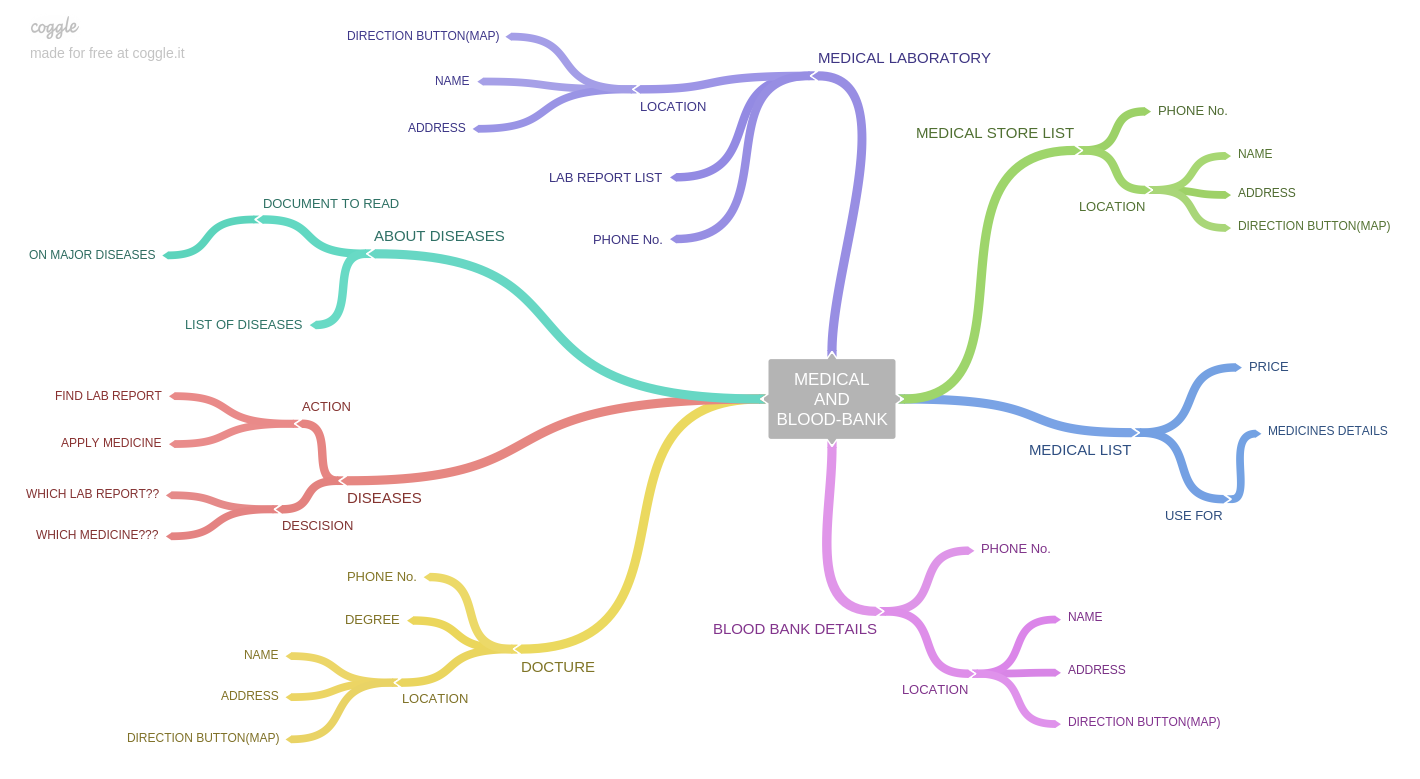 coggle
made for free at coggle.it
DIRECTION BUTTON(MAP)
NAME
ADDRESS
LOCATION
MEDICAL LABORATORY
LAB REPORT LIST
PHONE No.
MEDICAL STORE LIST
PHONE No.
NAME
ADDRESS
DIRECTION BUTTON(MAP)
LOCATION
DOCUMENT TO READ
ABOUT DISEASES
ON MAJOR DISEASES
LIST OF DISEASES
MEDICAL
AND
BLOOD-BANK
PRICE
MEDICINES DETAILS
MEDICAL LIST
USE FOR
FIND LAB REPORT
ACTION
APPLY MEDICINE
WHICH LAB REPORT??
DISEASES
DESCISION
WHICH MEDICINE???
PHONE No.
DEGREE
NAME
DOCTURE
ADDRESS
LOCATION
DIRECTION BUTTON(MAP)
PHONE No.
BLOOD BANK DETAILS
NAME
ADDRESS
LOCATION
DIRECTION BUTTON(MAP)